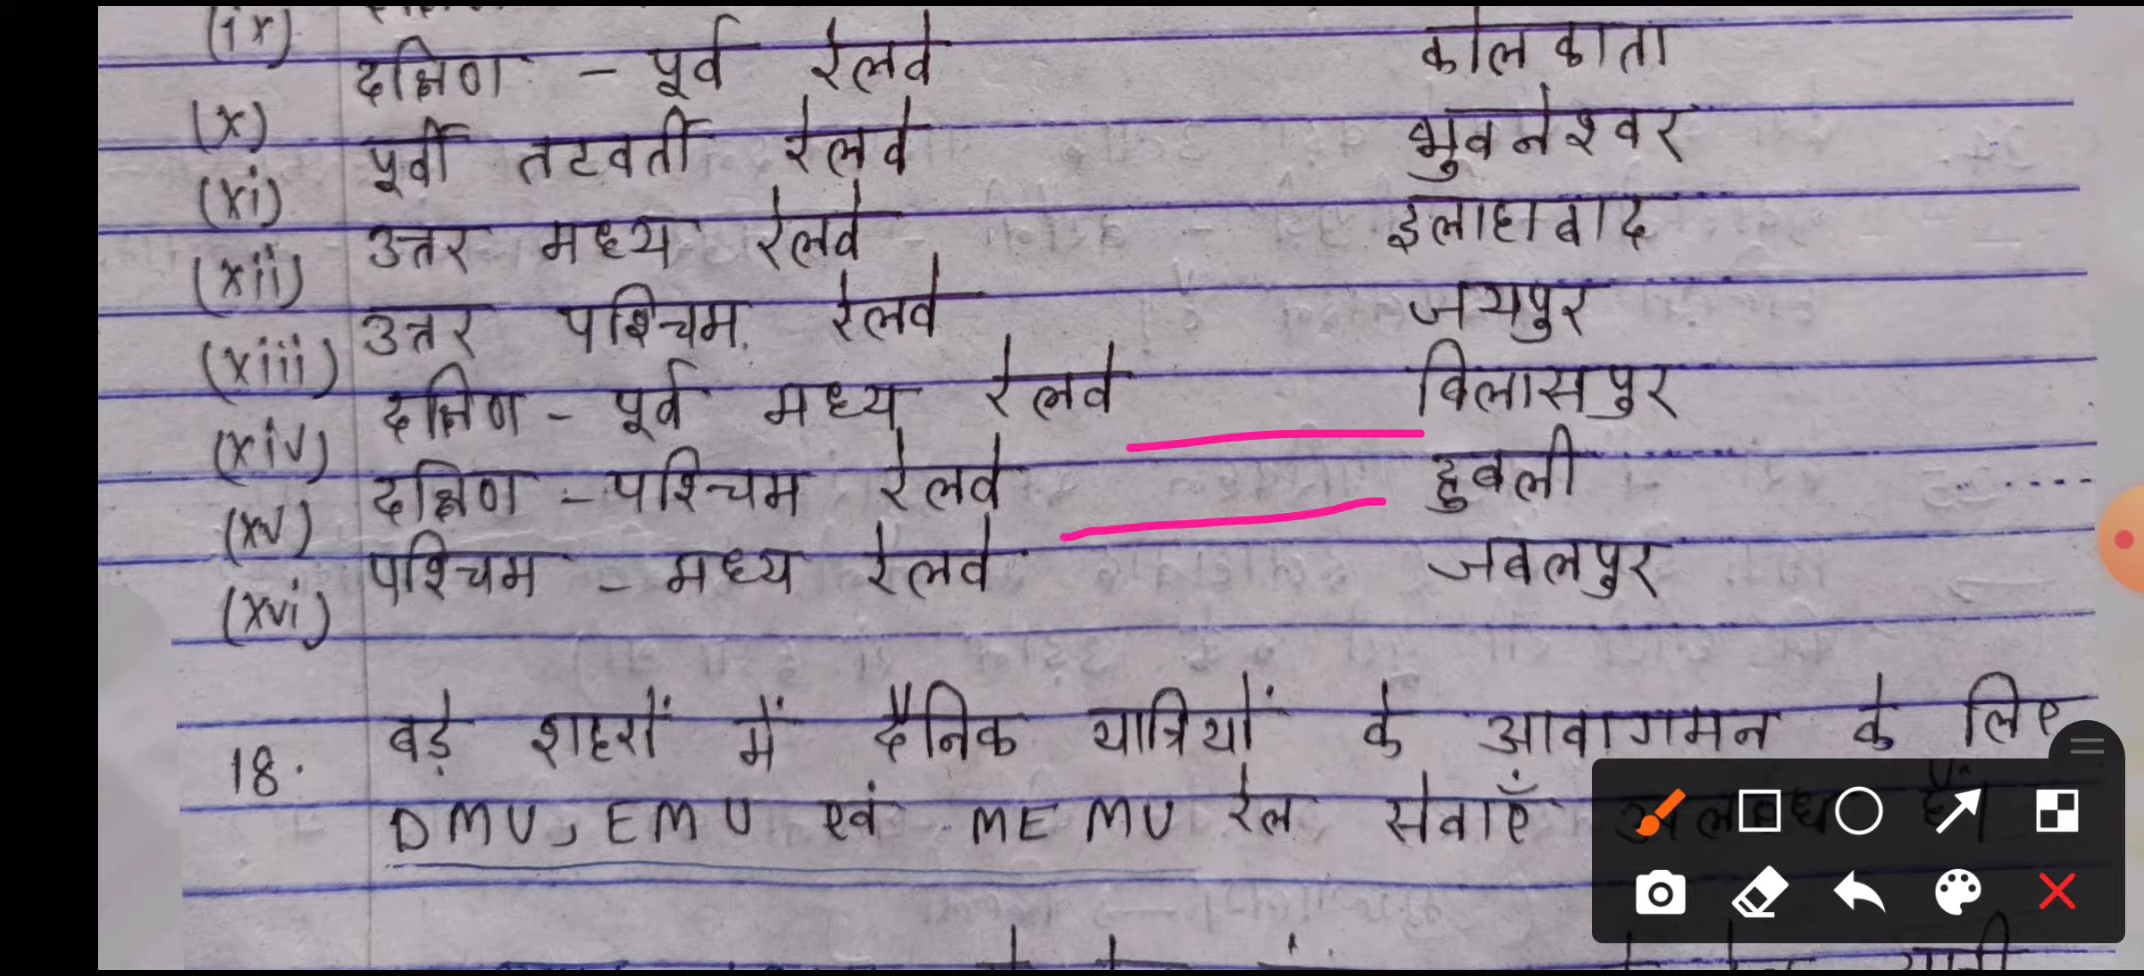 (ix)
दक्षिण - पूर्व रेलवे कोलकाता
(x) पूर्वी तटवर्ती रेलवे भुवनेश्वर
(xi) उत्तर मध्य रेलवे इलाहाबाद
(xii) उत्तर पश्चिम रेलवे जयपुर
(xiii) दक्षिण - पूर्व मध्य रेलवे बिलासपुर
(xiv) दक्षिण - पश्चिम रेलवे हुबली
(xv) पश्चिम - मध्य रेलवे जबलपुर
(xvi)
18. बड़े शहरों में दैनिक यात्रियों के आवागमन के लिए
DMU, EMU एवं MEMU रेल सेवाएँ